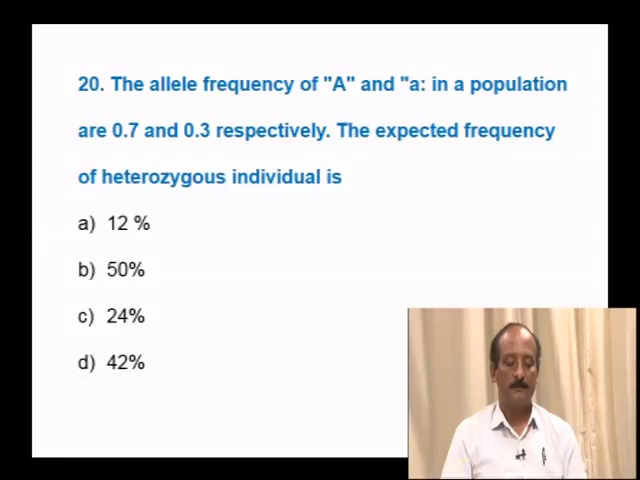 20. The allele frequency of "A" and "a: in a population
are 0.7 and 0.3 respectively. The expected frequency
of heterozygous individual is
a) 12 %
b) 50%
c) 24%
d) 42%